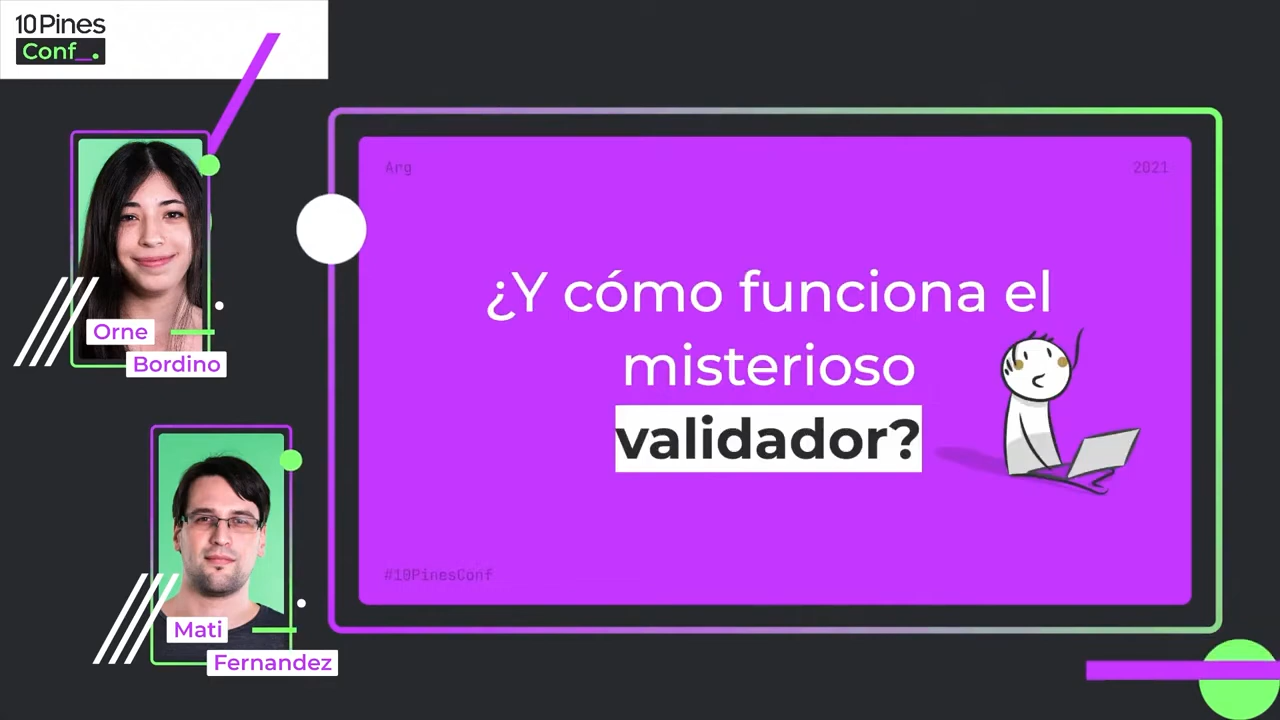 10Pines
Conf_.
Orne
Bordino
Mati
Fernandez
Arg
2021
¿Y cómo funciona el
misterioso
validador?
#10PinesConf